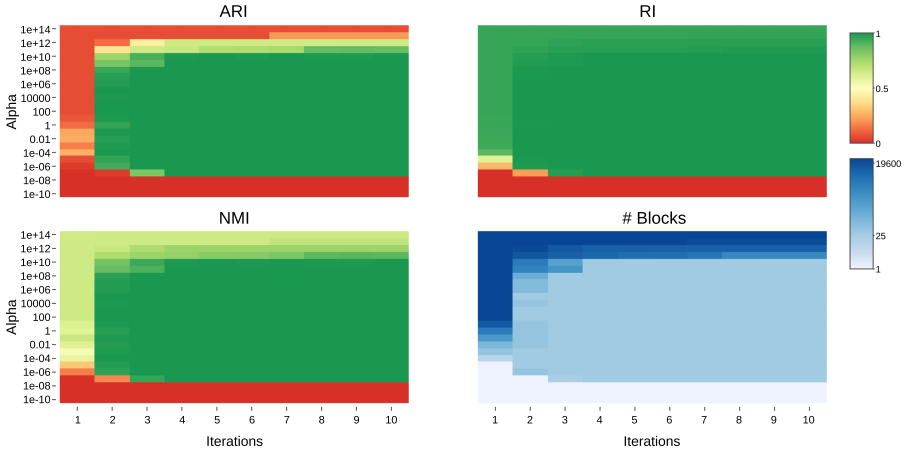 ARI
RI
1e+14
1e+12
1e+10
1e+08
1e+06
10000
100
1
0.01
1e-04
1e-06
1e-08
1e-10
Alpha
1
0.5
0
NMI
# Blocks
1e+14
1e+12
1e+10
1e+08
1e+06
10000
100
1
0.01
1e-04
1e-06
1e-08
1e-10
Alpha
19600
25
1
1 2 3 4 5 6 7 8 9 10
1 2 3 4 5 6 7 8 9 10
Iterations
Iterations